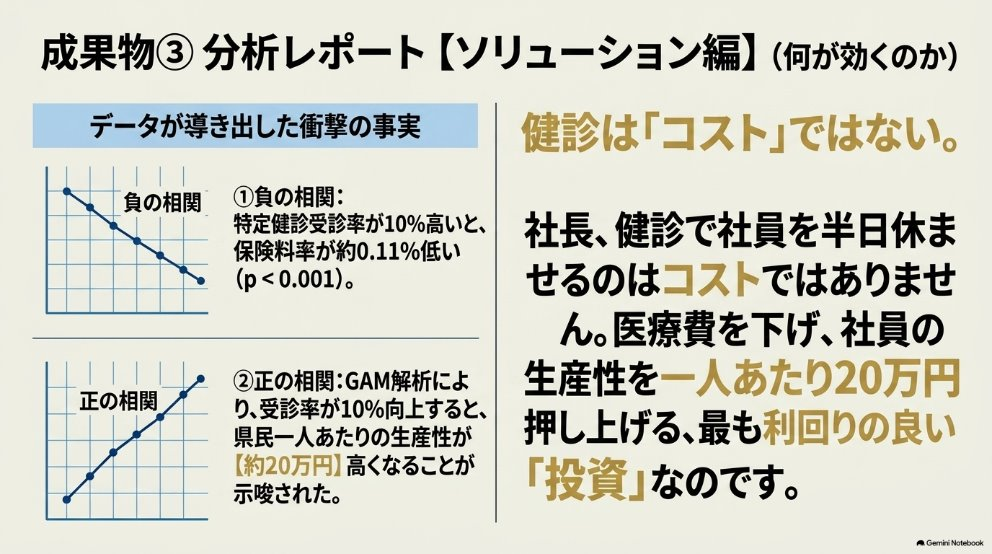 成果物③ 分析レポート【ソリューション編】(何が効くのか)
データが導き出した衝撃の事実
負の相関
①負の相関:
特定健診受診率が10%高いと、
保険料率が約0.11%低い
(p < 0.001)。
正の相関
②正の相関:GAM解析によ
り、受診率が10%向上すると、
県民一人あたりの生産性が
【約20万円】高くなることが
示唆された。
健診は「コスト」ではない。
社長、健診で社員を半日休ま
せるのはコストではありませ
ん。医療費を下げ、社員の
生産性を一人あたり20万円
押し上げる、最も利回りの良い
「投資」なのです。
Gemini Notebook